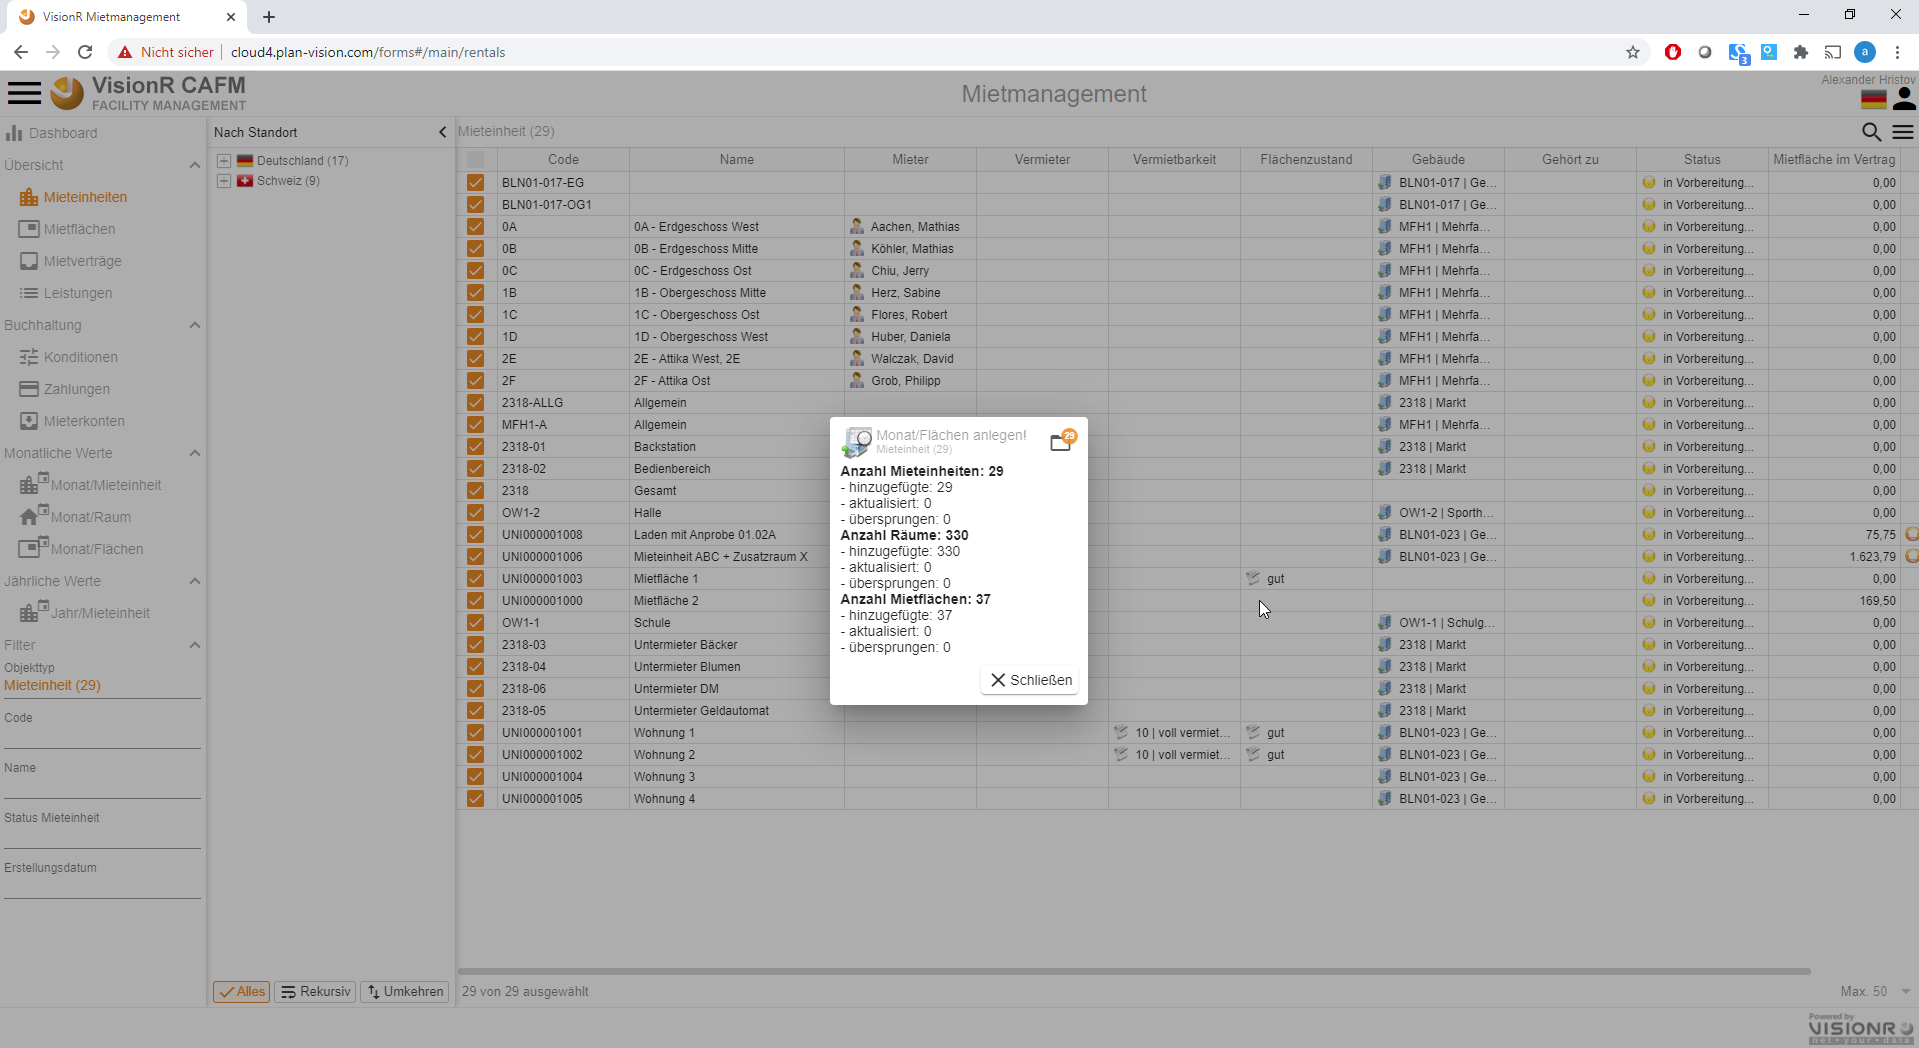 VisionR Mietmanagement
Nicht sicher
cloud4.plan-vision.com/forms#/main/rentals
3
a
VisionR CAFM
FACILITY MANAGEMENT
Mietmanagement
Alexander Hristov
Dashboard
Übersicht
Mieteinheiten
Mietflächen
Mietverträge
Leistungen
Buchhaltung
Konditionen
Zahlungen
Mieterkonten
Monatliche Werte
Monat/Mieteinheit
Monat/Raum
Monat/Flächen
Jährliche Werte
Jahr/Mieteinheit
Filter
Objekttyp
Mieteinheit (29)
Code
Name
Status Mieteinheit
Erstellungsdatum
Nach Standort
Deutschland (17)
Schweiz (9)
Alles
Rekursiv
Umkehren
Mieteinheit (29)
Code Name Mieter Vermieter Vermietbarkeit Flächenzustand Gebäude Gehört zu Status Mietfläche im Vertrag
BLN01-017-EG BLN01-017 | Ge... in Vorbereitung... 0,00
BLN01-017-OG1 BLN01-017 | Ge... in Vorbereitung... 0,00
0A 0A - Erdgeschoss West Aachen, Mathias MFH1 | Mehrfa... in Vorbereitung... 0,00
0B 0B - Erdgeschoss Mitte Köhler, Mathias MFH1 | Mehrfa... in Vorbereitung... 0,00
0C 0C - Erdgeschoss Ost Chiu, Jerry MFH1 | Mehrfa... in Vorbereitung... 0,00
1B 1B - Obergeschoss Mitte Herz, Sabine MFH1 | Mehrfa... in Vorbereitung... 0,00
1C 1C - Obergeschoss Ost Flores, Robert MFH1 | Mehrfa... in Vorbereitung... 0,00
1D 1D - Obergeschoss West Huber, Daniela MFH1 | Mehrfa... in Vorbereitung... 0,00
2E 2E - Attika West, 2E Walczak, David MFH1 | Mehrfa... in Vorbereitung... 0,00
2F 2F - Attika Ost Grob, Philipp MFH1 | Mehrfa... in Vorbereitung... 0,00
2318-ALLG Allgemein 2318 | Markt in Vorbereitung... 0,00
MFH1-A Allgemein MFH1 | Mehrfa... in Vorbereitung... 0,00
2318-01 Backstation 2318 | Markt in Vorbereitung... 0,00
2318-02 Bedienbereich 2318 | Markt in Vorbereitung... 0,00
2318 Gesamt in Vorbereitung... 0,00
OW1-2 Halle OW1-2 | Sporth... in Vorbereitung... 0,00
UNI000001008 Laden mit Anprobe 01.02A BLN01-023 | Ge... in Vorbereitung... 75,75
UNI000001006 Mieteinheit ABC + Zusatzraum X BLN01-023 | Ge... in Vorbereitung... 1.623,79
UNI000001003 Mietfläche 1 gut in Vorbereitung... 0,00
UNI000001000 Mietfläche 2 in Vorbereitung... 169,50
OW1-1 Schule OW1-1 | Schulg... in Vorbereitung... 0,00
2318-03 Untermieter Bäcker 2318 | Markt in Vorbereitung... 0,00
2318-04 Untermieter Blumen 2318 | Markt in Vorbereitung... 0,00
2318-06 Untermieter DM 2318 | Markt in Vorbereitung... 0,00
2318-05 Untermieter Geldautomat 2318 | Markt in Vorbereitung... 0,00
UNI000001001 Wohnung 1 10 | voll vermiet... gut BLN01-023 | Ge... in Vorbereitung... 0,00
UNI000001002 Wohnung 2 10 | voll vermiet... gut BLN01-023 | Ge... in Vorbereitung... 0,00
UNI000001004 Wohnung 3 BLN01-023 | Ge... in Vorbereitung... 0,00
UNI000001005 Wohnung 4 BLN01-023 | Ge... in Vorbereitung... 0,00
Monat/Flächen anlegen!
Mieteinheit (29)
29
Anzahl Mieteinheiten: 29
- hinzugefügte: 29
- aktualisiert: 0
- übersprungen: 0
Anzahl Räume: 330
- hinzugefügte: 330
- aktualisiert: 0
- übersprungen: 0
Anzahl Mietflächen: 37
- hinzugefügte: 37
- aktualisiert: 0
- übersprungen: 0
Schließen
29 von 29 ausgewählt
Max. 50
Powered by
VISIONR
net·your·data